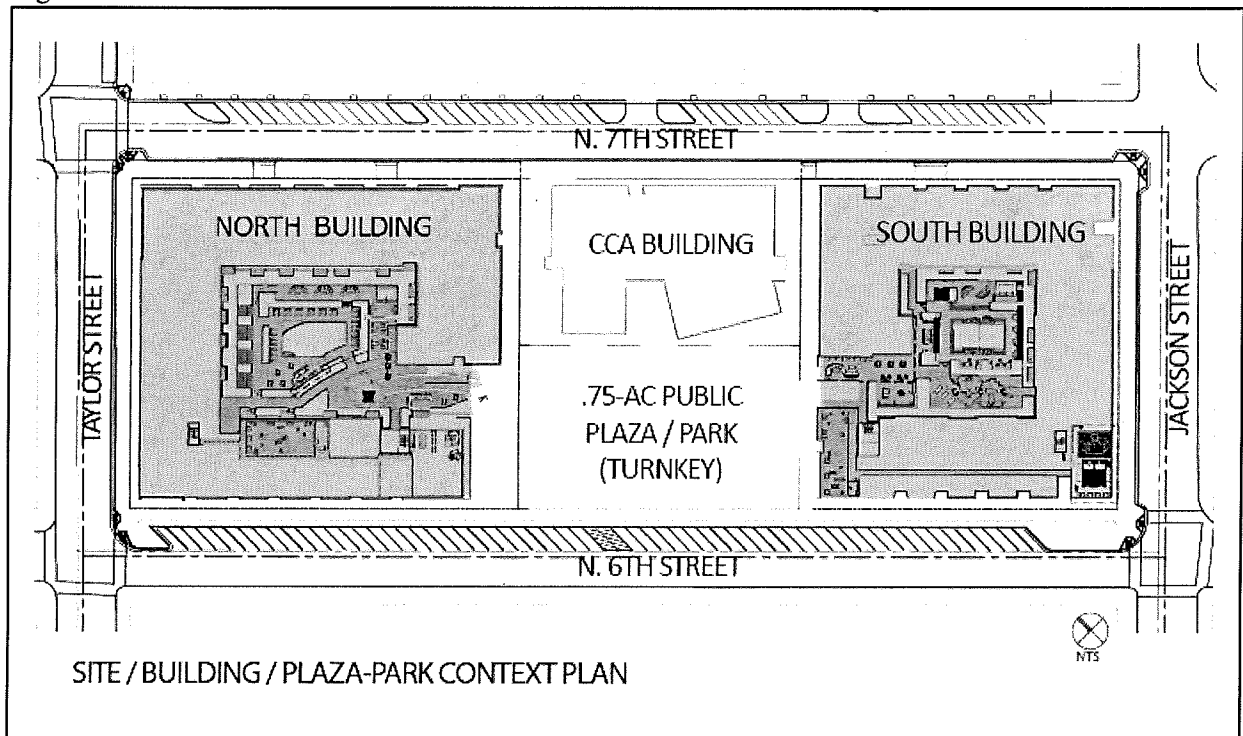 N. 7TH STREET
NORTH BUILDING
CCA BUILDING
SOUTH BUILDING
TAYLOR STREET
JACKSON STREET
.75-AC PUBLIC
PLAZA / PARK
(TURNKEY)
N. 6TH STREET
NTS
SITE / BUILDING / PLAZA-PARK CONTEXT PLAN